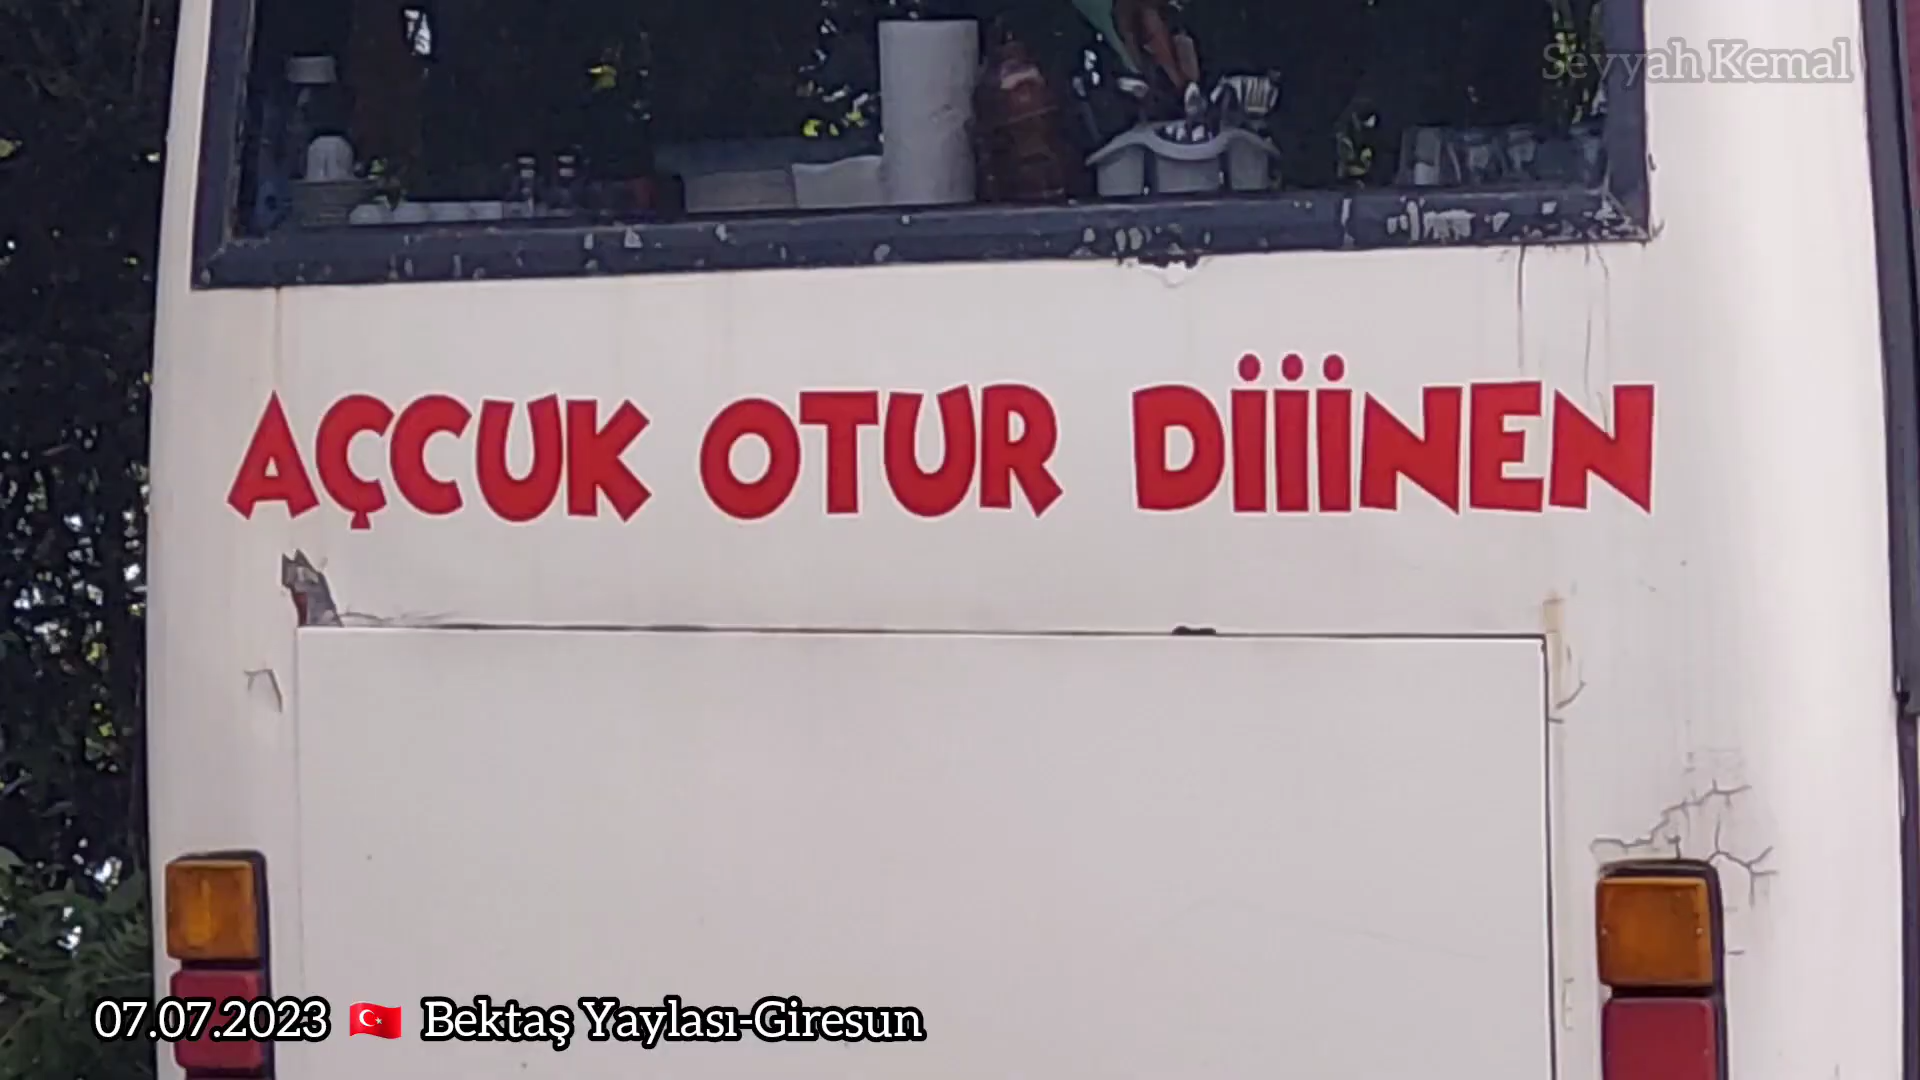 Seyyah Kemal
AÇCUK OTUR DİİİNEN
07.07.2023 🇹🇷 Bektaş Yaylası-Giresun